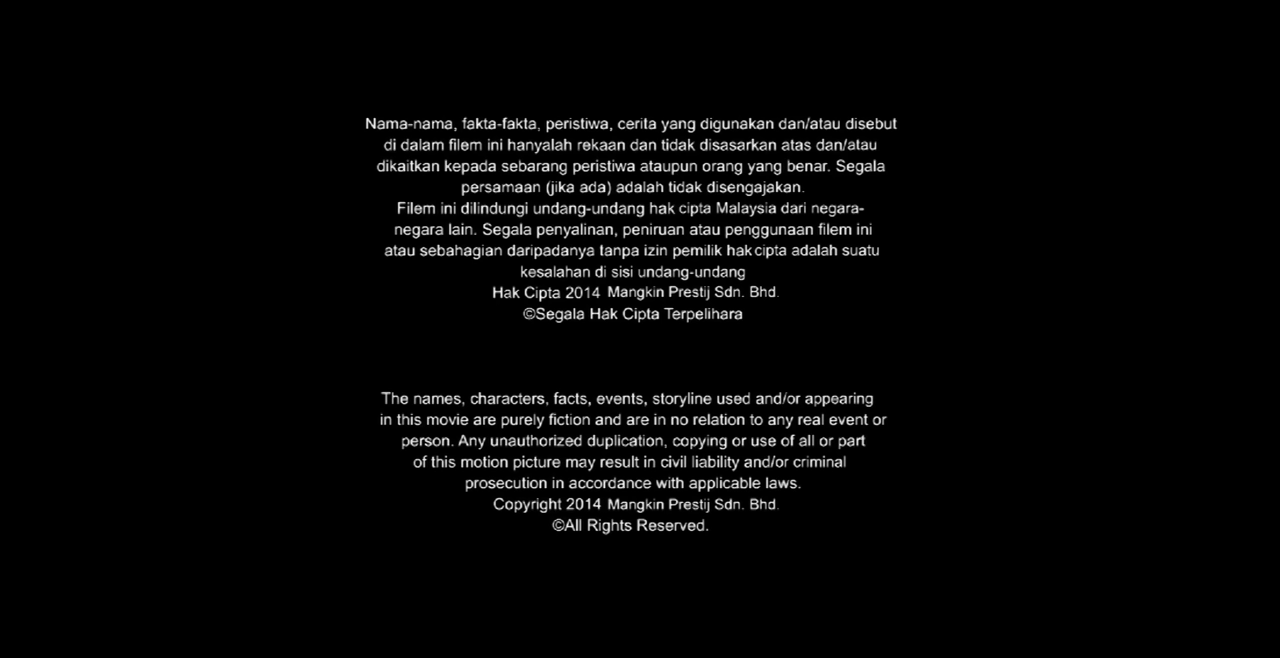 Nama-nama, fakta-fakta, peristiwa, cerita yang digunakan dan/atau disebut
di dalam filem ini hanyalah rekaan dan tidak disasarkan atas dan/atau
dikaitkan kepada sebarang peristiwa ataupun orang yang benar. Segala
persamaan (jika ada) adalah tidak disengajakan.
Filem ini dilindungi undang-undang hak cipta Malaysia dari negara-
negara lain. Segala penyalinan, peniruan atau penggunaan filem ini
atau sebahagian daripadanya tanpa izin pemilik hak cipta adalah suatu
kesalahan di sisi undang-undang
Hak Cipta 2014 Mangkin Prestij Sdn. Bhd.
©Segala Hak Cipta Terpelihara
The names, characters, facts, events, storyline used and/or appearing
in this movie are purely fiction and are in no relation to any real event or
person. Any unauthorized duplication, copying or use of all or part
of this motion picture may result in civil liability and/or criminal
prosecution in accordance with applicable laws.
Copyright 2014 Mangkin Prestij Sdn. Bhd.
©All Rights Reserved.